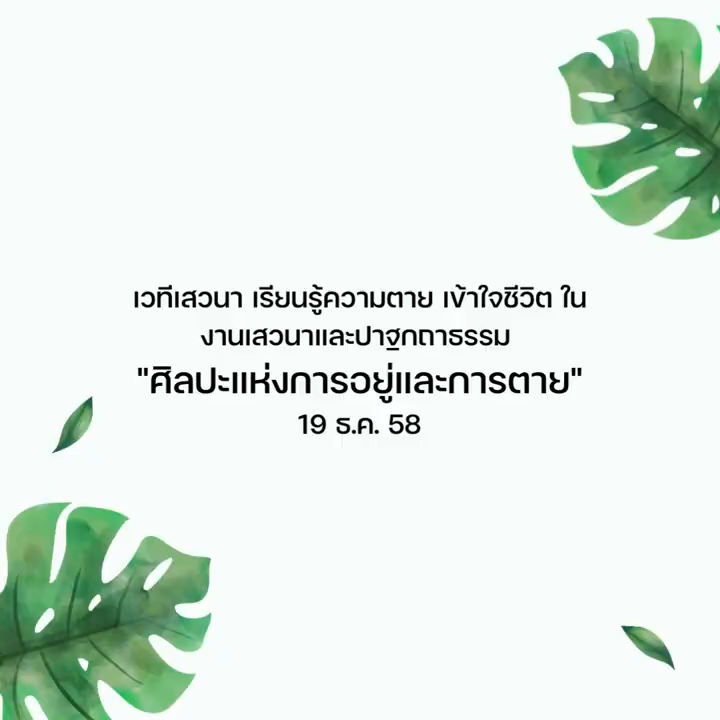 เวทีเสวนา เรียนรู้ความตาย เข้าใจชีวิต ใน
งานเสวนาและปาฐกถาธรรม
"ศิลปะแห่งการอยู่และการตาย"
19 ธ.ค. 58